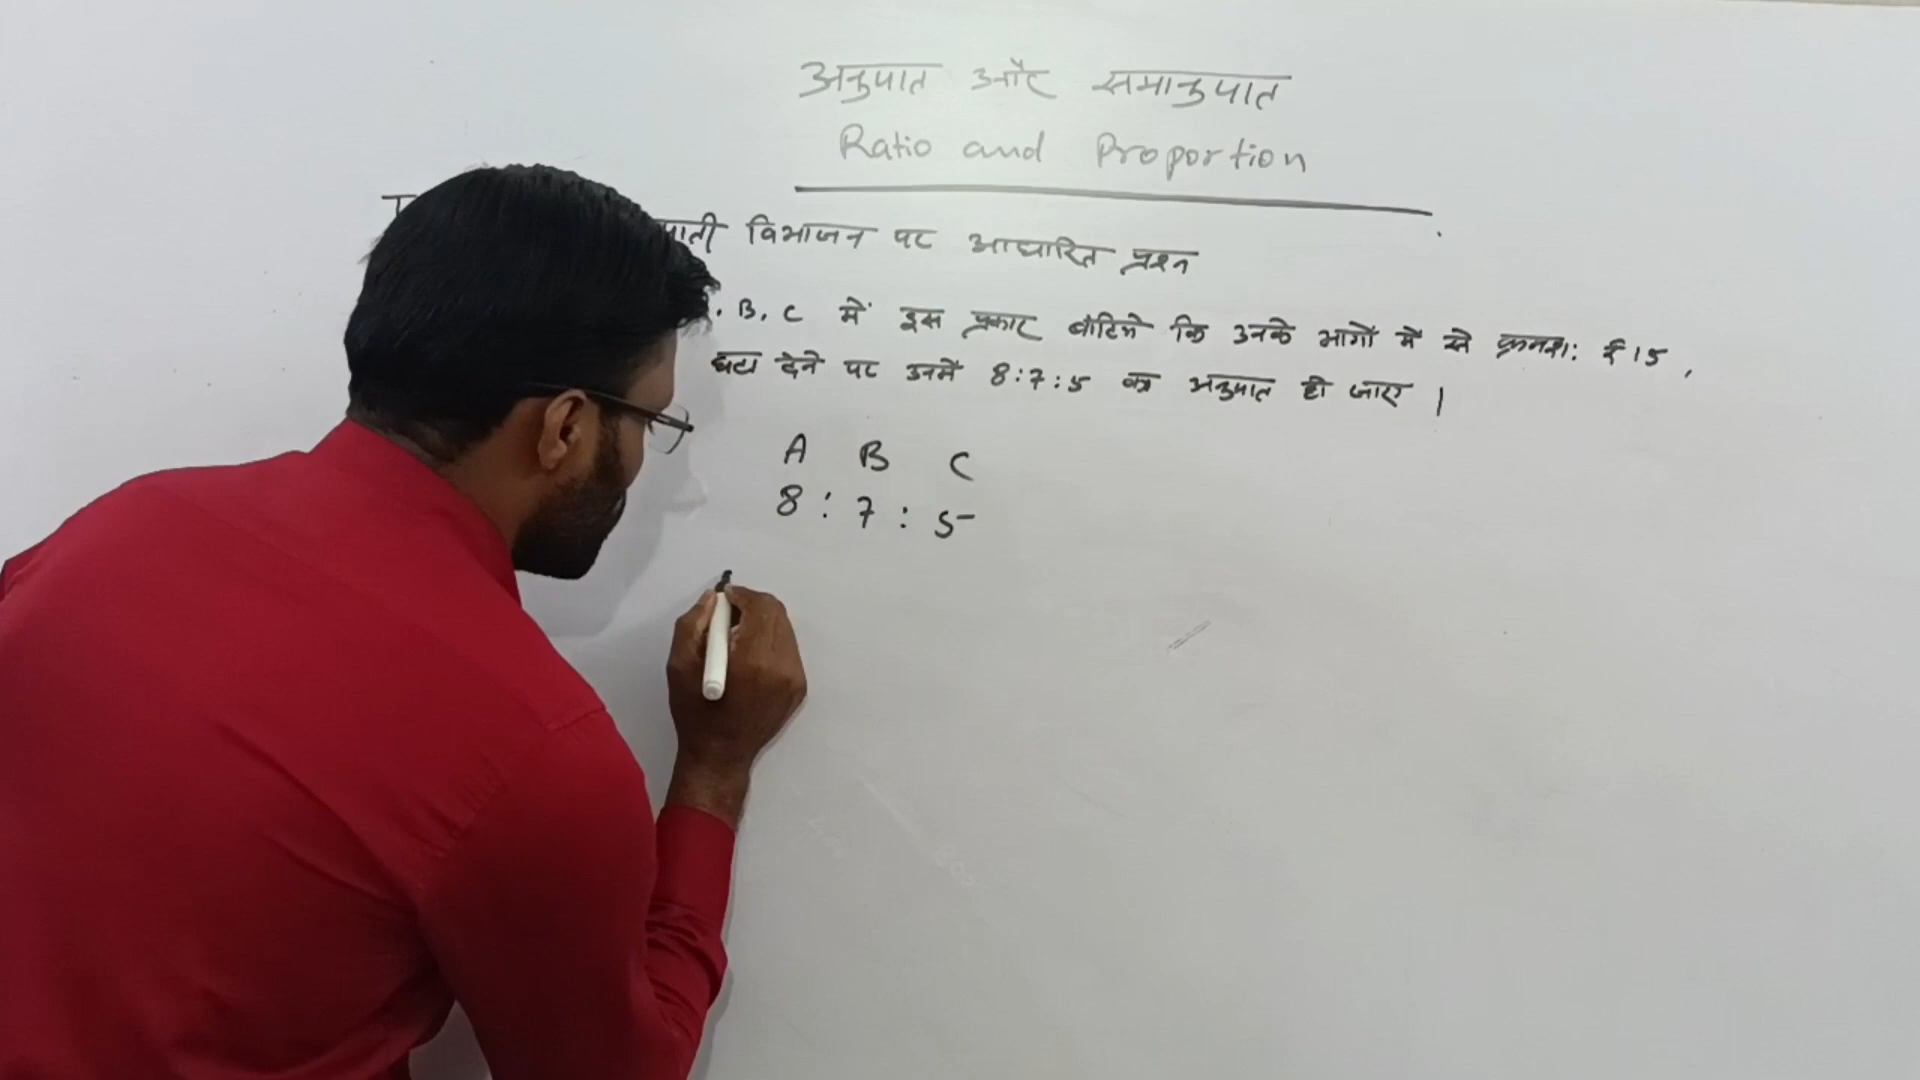 अनुपात और समानुपात
Ratio and Proportion
विभाजन पर आधारित प्रश्न
B, C में इस प्रकार बाँटिये कि उनके भागों में से क्रमशः ₹15,
घटा देने पर उनमें 8:7:5 का अनुपात हो जाए।
A B C
8 : 7 : 5